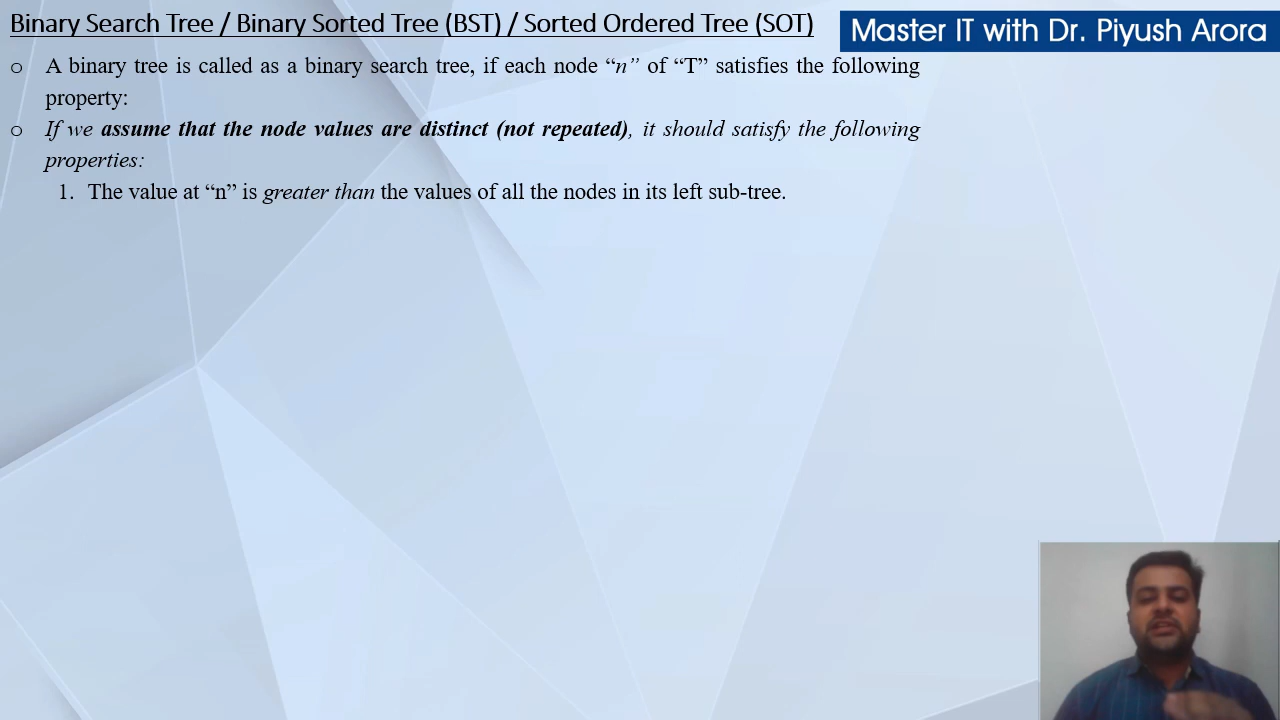 Binary Search Tree / Binary Sorted Tree (BST) / Sorted Ordered Tree (SOT)
Master IT with Dr. Piyush Arora
o A binary tree is called as a binary search tree, if each node “n” of “T” satisfies the following
property:
o If we assume that the node values are distinct (not repeated), it should satisfy the following
properties:
1. The value at “n” is greater than the values of all the nodes in its left sub-tree.